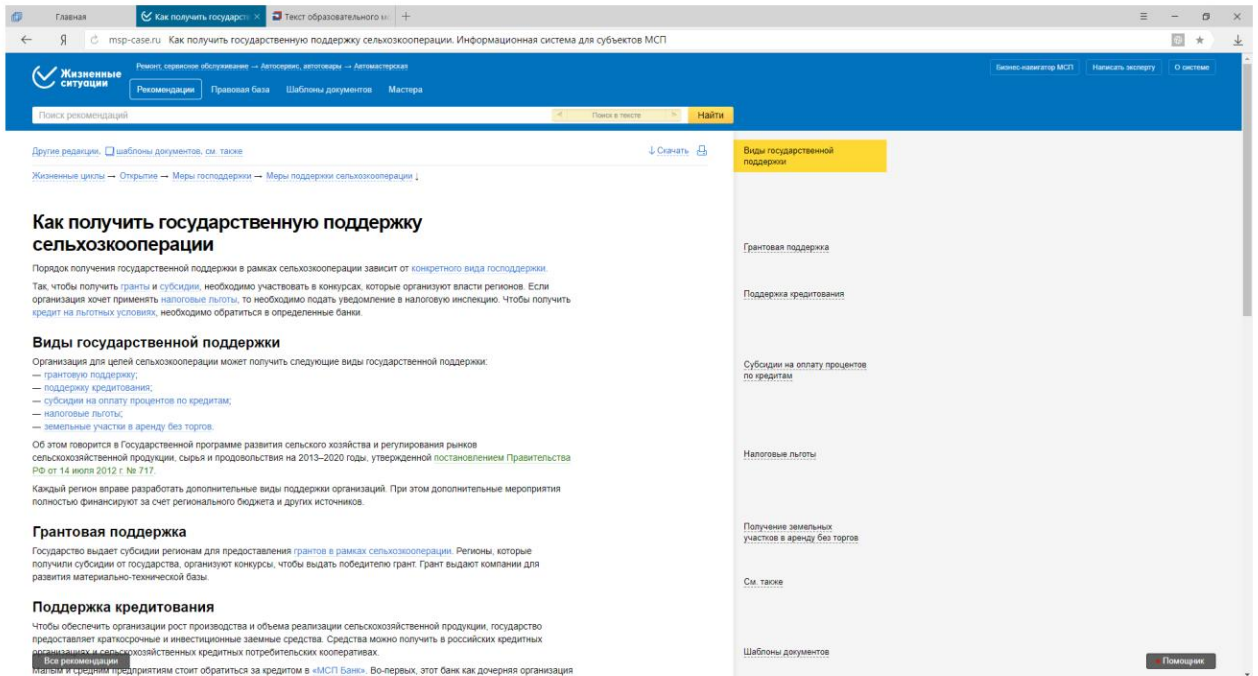 Главная
Как получить государст
Текст образовательного м
msp-case.ru Как получить государственную поддержку сельхозкооперации. Информационная система для субъектов МСП
Жизненные ситуации
Ремонт, сервисное обслуживание → Автосервис, автотовары → Автомастерская
Рекомендации Правовая база Шаблоны документов Мастера
Бизнес-навигатор МСП Написать эксперту О системе
Поиск рекомендаций
Поиск в тексте
Найти
Другие редакции, шаблоны документов, см. также
↓ Скачать
Жизненные циклы → Открытие → Меры господдержки → Меры поддержки сельхозкооперации ↓
Как получить государственную поддержку
сельхозкооперации
Порядок получения государственной поддержки в рамках сельхозкооперации зависит от конкретного вида господдержки.
Так, чтобы получить гранты и субсидии, необходимо участвовать в конкурсах, которые организуют власти регионов. Если
организация хочет применять налоговые льготы, то необходимо подать уведомление в налоговую инспекцию. Чтобы получить
кредит на льготных условиях, необходимо обратиться в определенные банки.
Виды государственной поддержки
Организация для целей сельхозкооперации может получить следующие виды государственной поддержки:
— грантовую поддержку;
— поддержку кредитования;
— субсидии на оплату процентов по кредитам;
— налоговые льготы;
— земельные участки в аренду без торгов.
Об этом говорится в Государственной программе развития сельского хозяйства и регулирования рынков
сельскохозяйственной продукции, сырья и продовольствия на 2013–2020 годы, утвержденной постановлением Правительства
РФ от 14 июля 2012 г. № 717.
Каждый регион вправе разработать дополнительные виды поддержки организаций. При этом дополнительные мероприятия
полностью финансируют за счет регионального бюджета и других источников.
Грантовая поддержка
Государство выдает субсидии регионам для предоставления грантов в рамках сельхозкооперации. Регионы, которые
получили субсидии от государства, организуют конкурсы, чтобы выдать победителю грант. Грант выдают компании для
развития материально-технической базы.
Поддержка кредитования
Чтобы обеспечить организации рост производства и объема реализации сельскохозяйственной продукции, государство
предоставляет краткосрочные и инвестиционные заемные средства. Средства можно получить в российских кредитных
организациях и сельскохозяйственных кредитных потребительских кооперативах.
Малым и средним предприятиям стоит обратиться за кредитом в «МСП Банк». Во-первых, этот банк как дочерняя организация
Все рекомендации
Виды государственной
поддержки
Грантовая поддержка
Поддержка кредитования
Субсидии на оплату процентов
по кредитам
Налоговые льготы
Получение земельных
участков в аренду без торгов
См. также
Шаблоны документов
Помощник